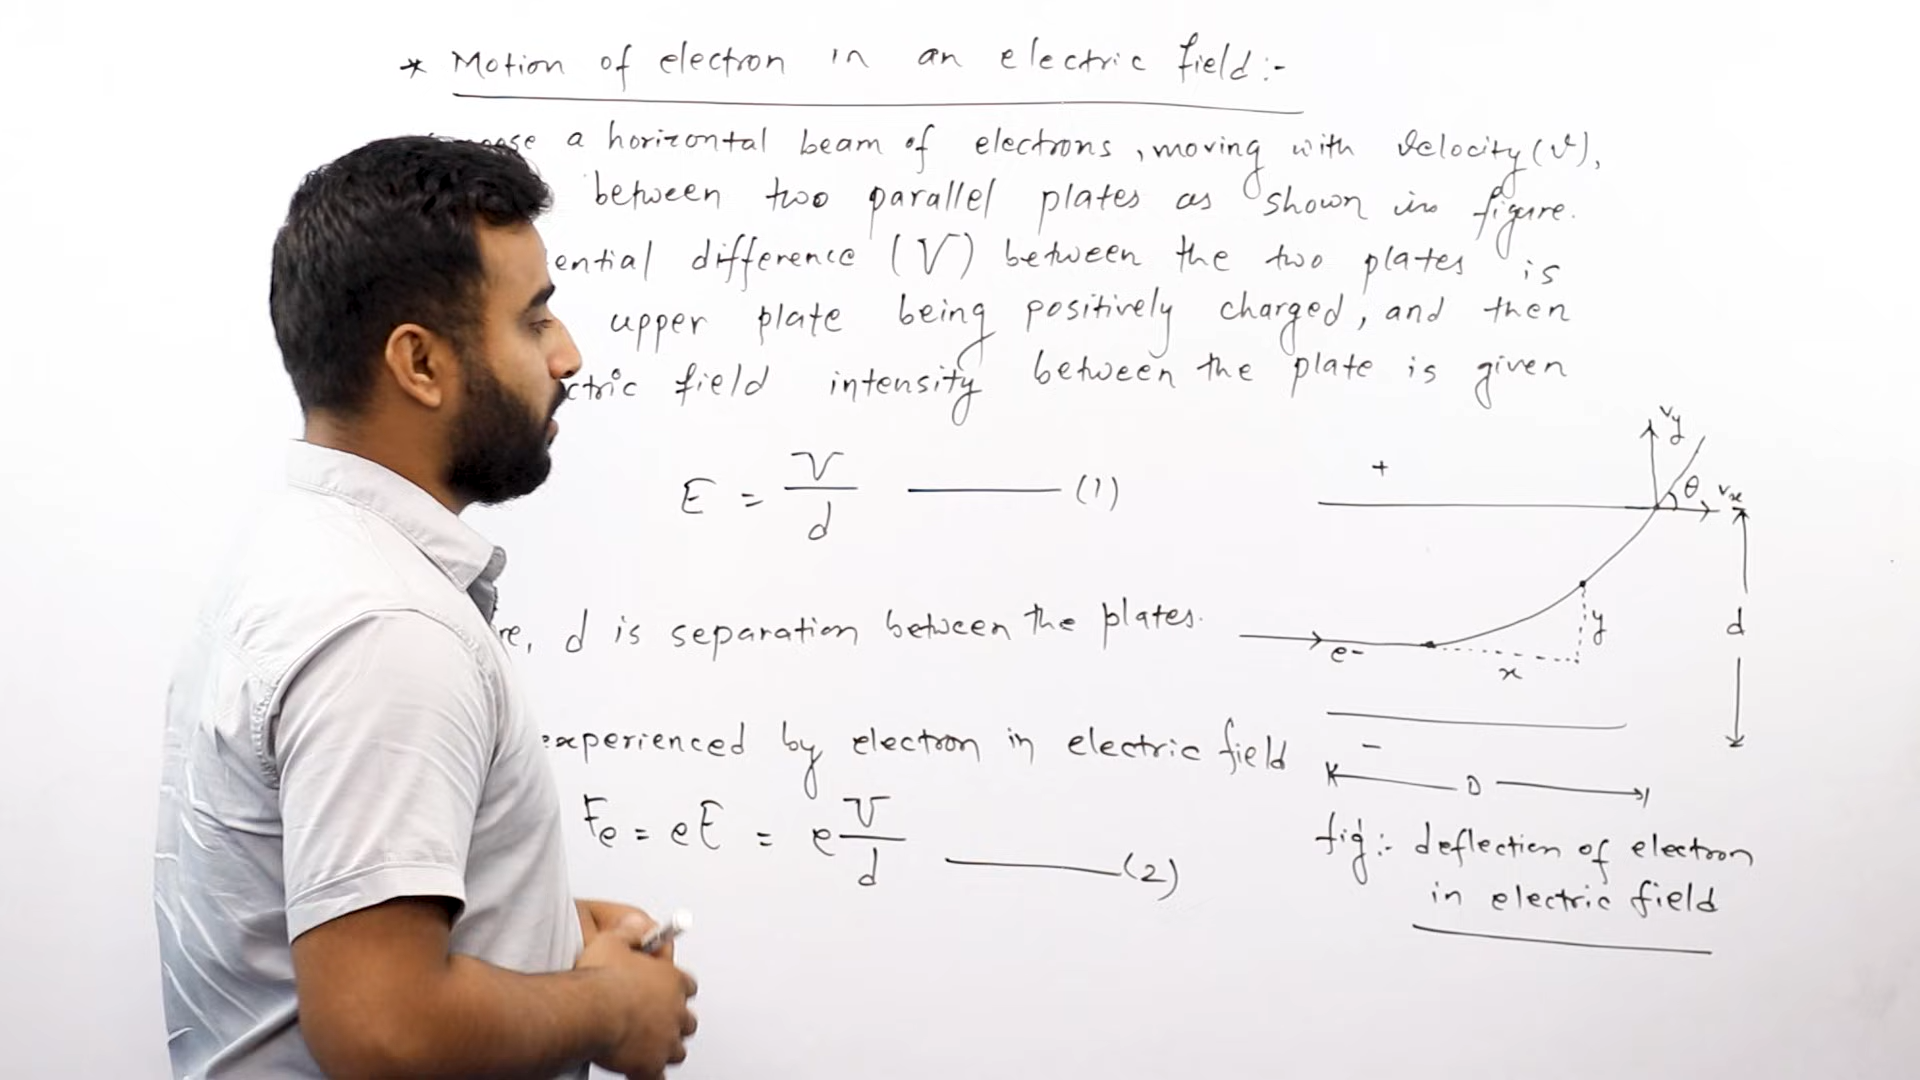 * Motion of electron in an electric field:-
a horizontal beam of electrons, moving with velocity (v),
between two parallel plates as shown in figure.
ential difference (V) between the two plates is
upper plate being positively charged, and then
ctric field intensity between the plate is given
E = V/d ——— (1)
re, d is separation between the plates.
experienced by electron in electric field
Fe = eE = e V/d ——— (2)
vy
+
θ
vx
d
y
e-
x
-
D
fig:- deflection of electron
in electric field